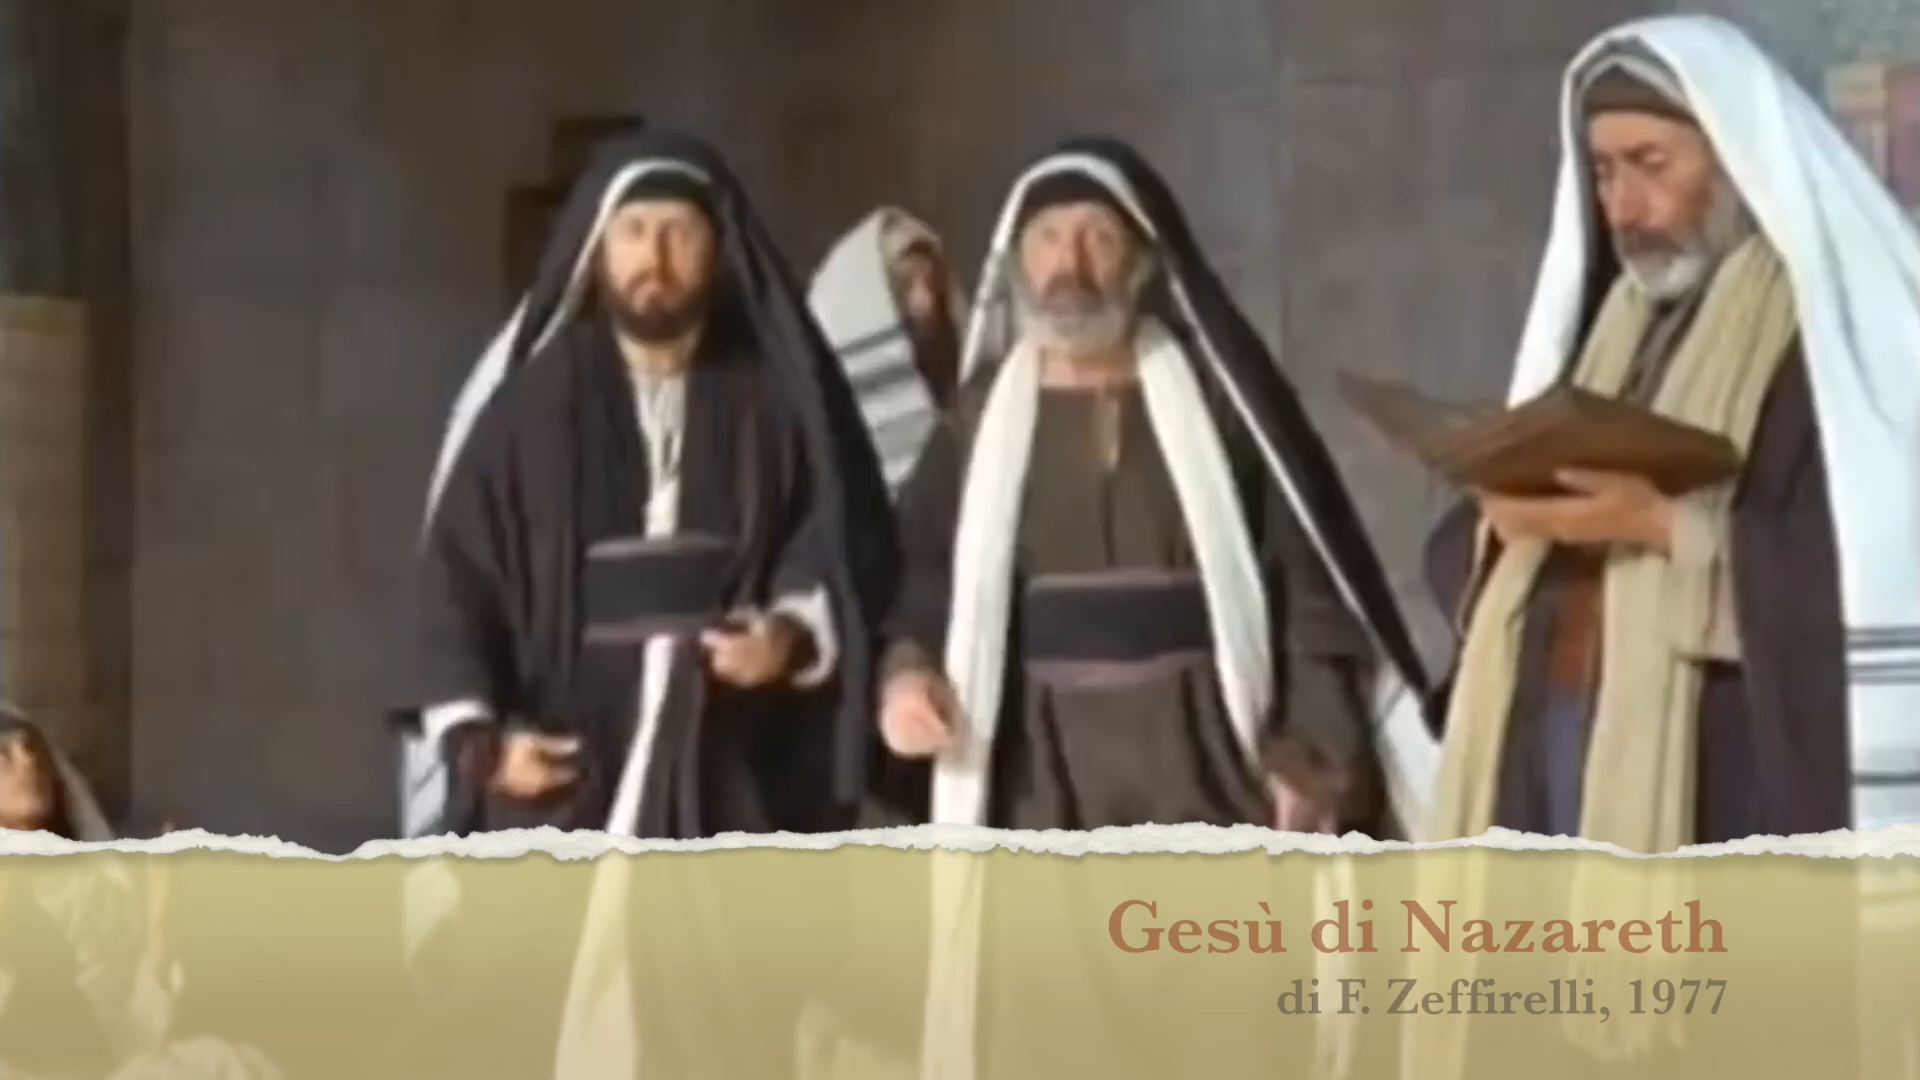 Gesù di Nazareth
di F. Zeffirelli, 1977